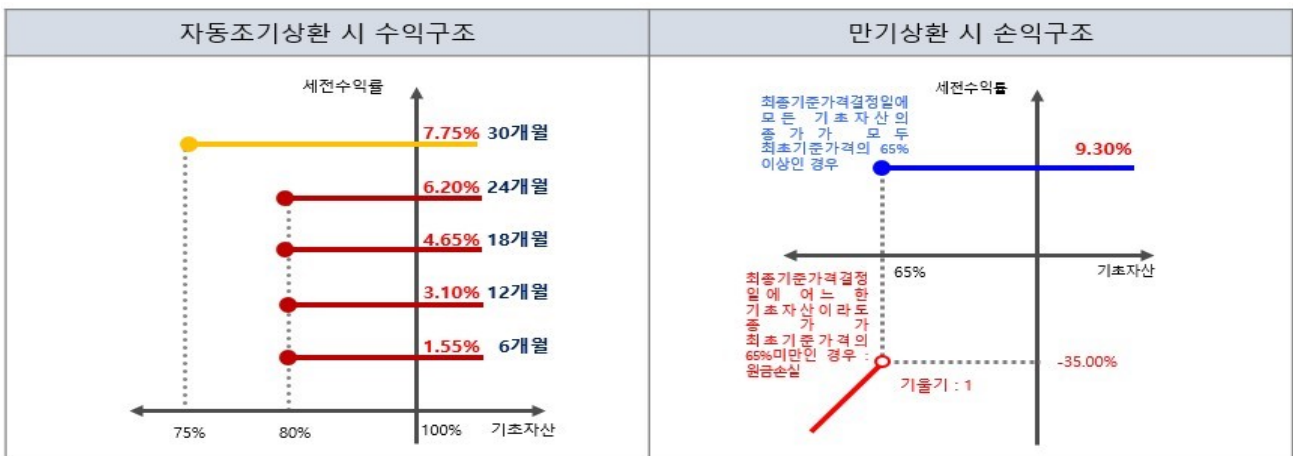 자동조기상환 시 수익구조
만기상환 시 손익구조
세전수익률
7.75% 30개월
6.20% 24개월
4.65% 18개월
3.10% 12개월
1.55% 6개월
75%
80%
100%
기초자산
세전수익률
최종기준가격결정일에
모든 기초자산의
종가가 모두
최초기준가격의 65%
이상인 경우
9.30%
65%
기초자산
최종기준가격결정
일에 어느 한
기초자산이라도
종가가
최초기준가격의
65%미만인 경우 :
원금손실
-35.00%
기울기 : 1